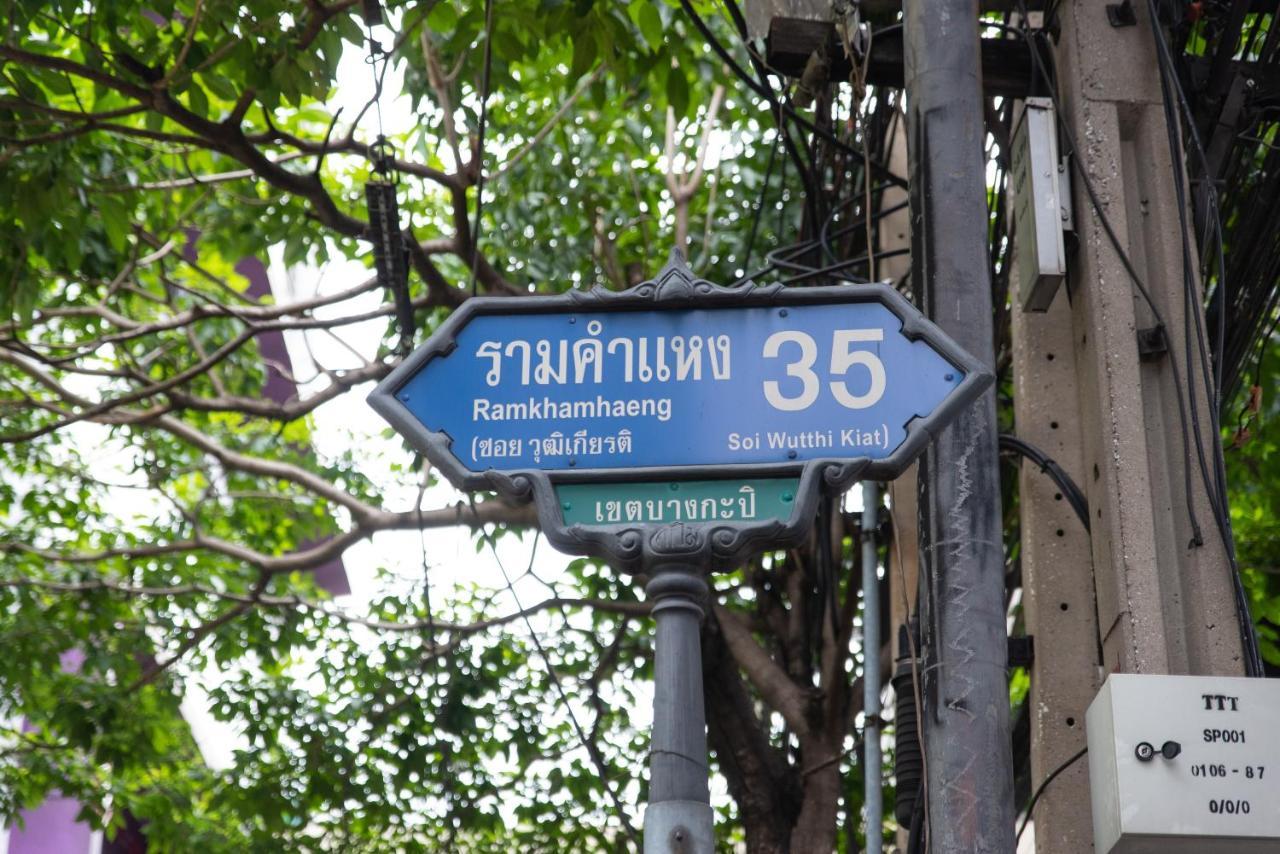 รามคำแหง 35
Ramkhamhaeng
(ซอย วุฒิเกียรติ Soi Wutthi Kiat)
เขตบางกะปิ
TTT
SP001
0106 - 87
0/0/0